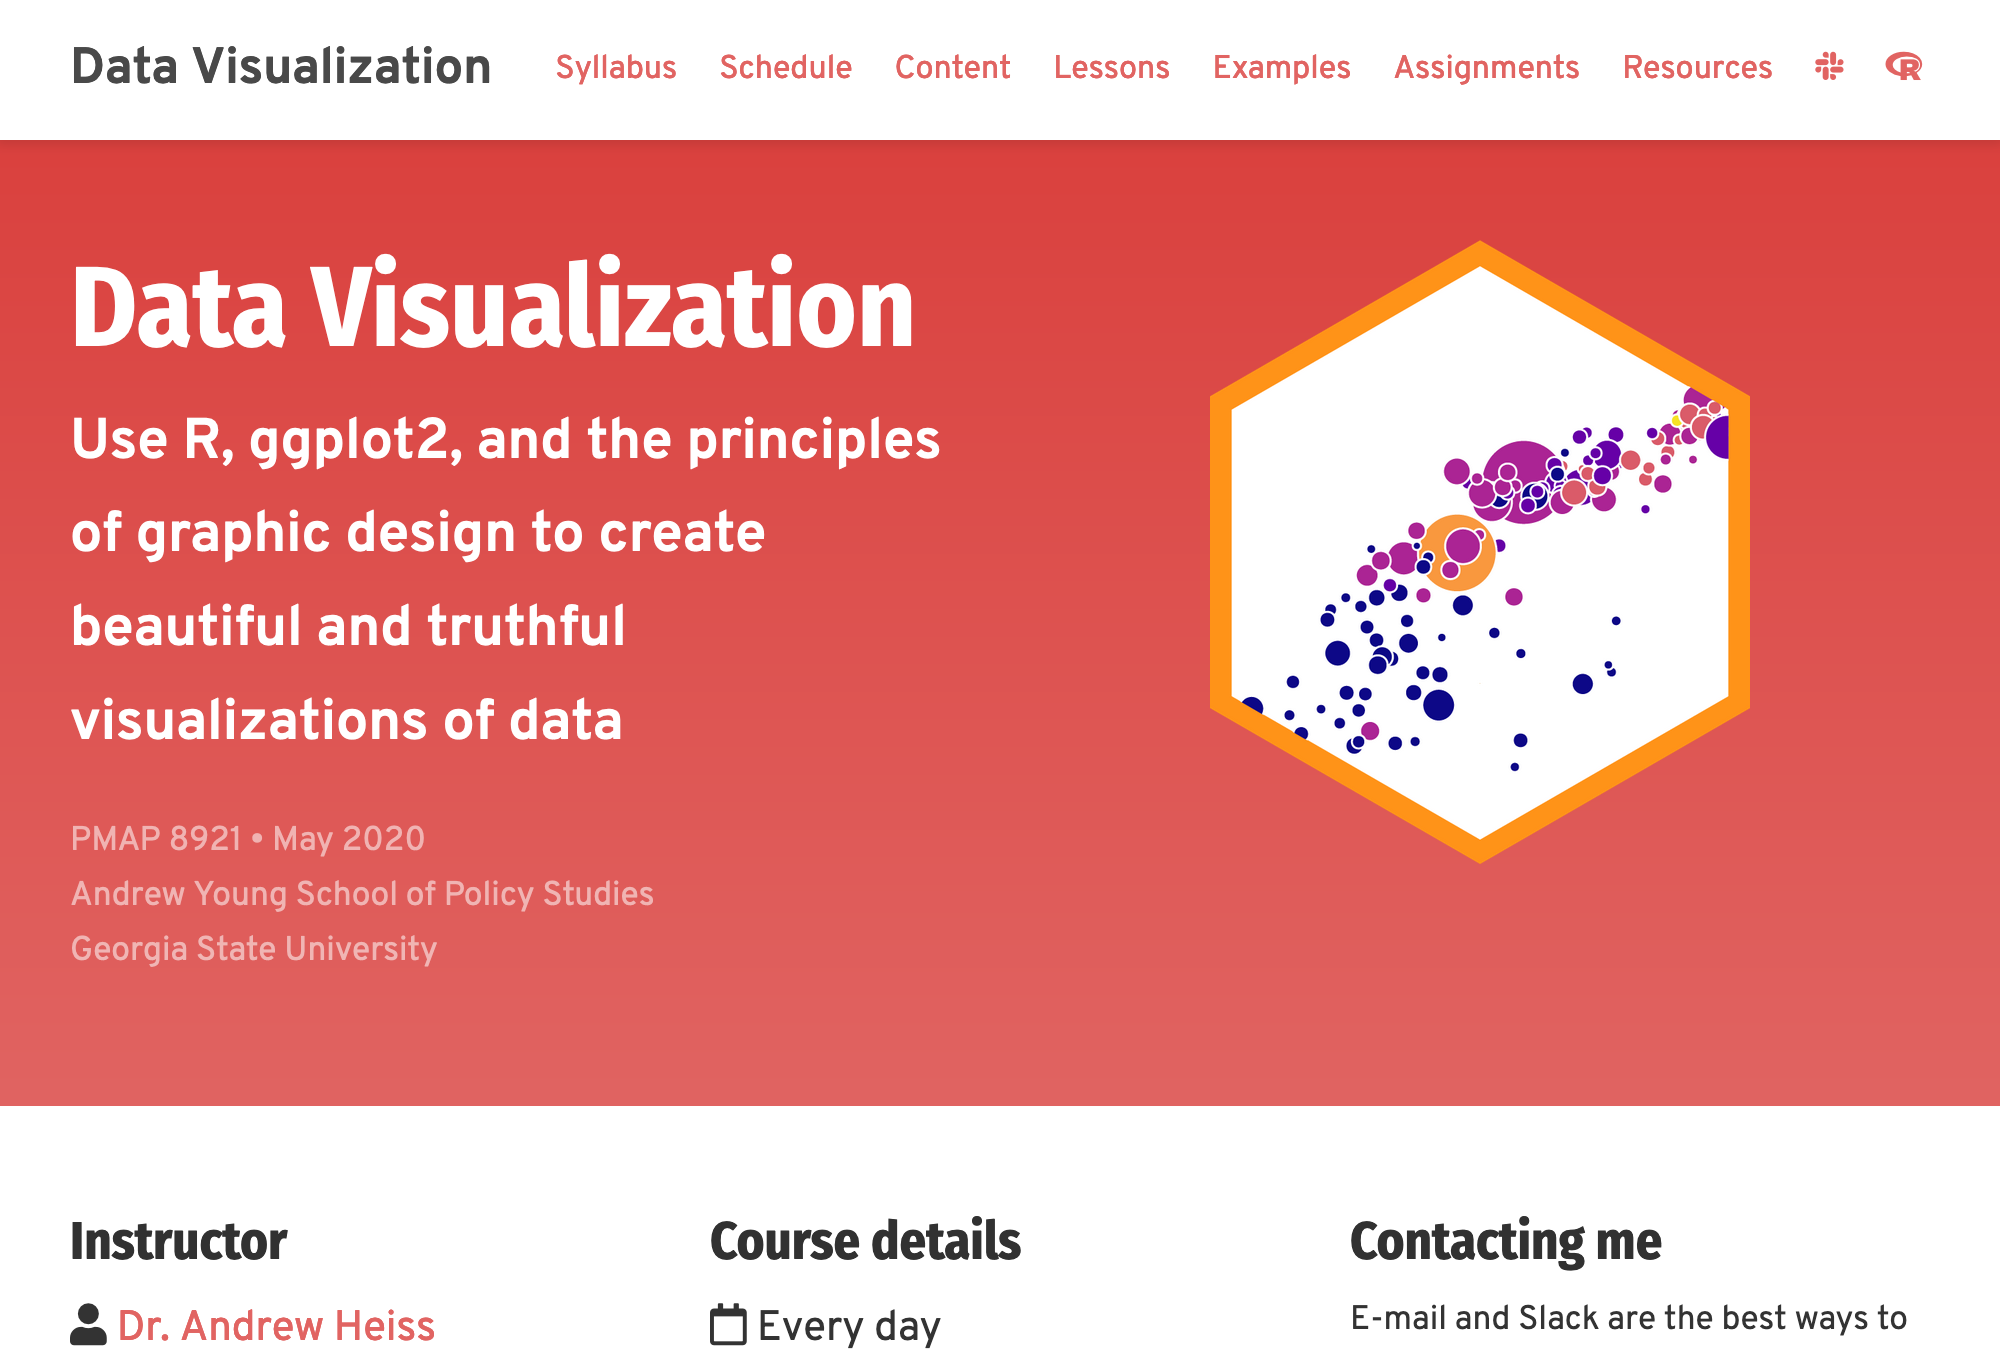 Data Visualization
Syllabus
Schedule
Content
Lessons
Examples
Assignments
Resources
Data Visualization
Use R, ggplot2, and the principles
of graphic design to create
beautiful and truthful
visualizations of data
PMAP 8921 • May 2020
Andrew Young School of Policy Studies
Georgia State University
Instructor
Dr. Andrew Heiss
Course details
Every day
Contacting me
E-mail and Slack are the best ways to